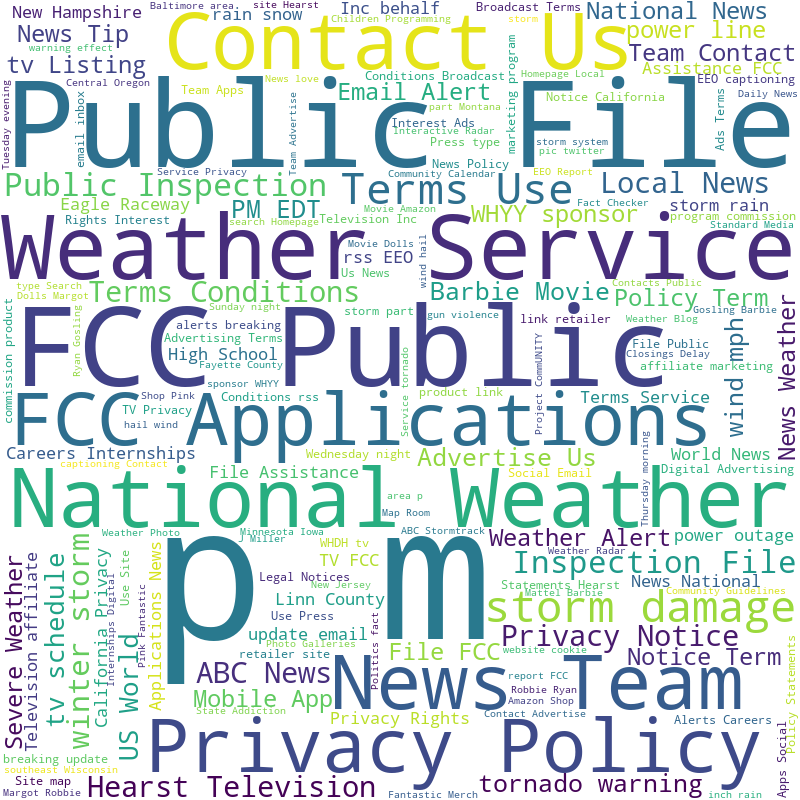 New Hampshire
Baltimore area.
site Hearst
Children Programming
Inc behalf
Broadcast Terms
National News
News Tip
rain snow
Contact Us
storm
power line
warning effect
tv Listing
Team Contact
Central Oregon
News love
Conditions Broadcast
Homepage Local
Assistance FCC
EEO captioning
Tuesday evening
email inbox
Team Apps
Team Advertise
Email Alert
part Montana
marketing program
Notice California
Ads Terms
Daily News
Public File
Interest Ads
Interactive Radar
Press type
storm system
pic twitter
News Policy
Service Privacy
Community Calendar
EEO Report
Public Inspection
Terms Use
Local News
Fact Checker
Rights Interest
Eagle Raceway
PM EDT
Movie Amazon
Television Inc
WHYY sponsor
storm rain
program commission
search Homepage
Standard Media
Weather Service
Movie Dolls
rss EEO
wind hail
Us News
type Search
Dolls Margot
Terms Conditions
Barbie Movie
Contacts Public
Policy Term
Gosling Barbie
commission product
Ryan Gosling
Sunday night
storm part
gun violence
link retailer
Weather Blog
News Weather
FCC Public
alerts breaking
Advertising Terms
High School
Fayette County
File Public
Closings Delay
affiliate marketing
wind mph
sponsor WHYY
Service tornado
product link
Project CommUNITY
Shop Pink
TV Privacy
Conditions rss
Terms Service
FCC Applications
hail wind
Careers Internships
Wednesday night
Advertise Us
Thursday morning
World News
captioning Contact
File Assistance
Social Email
Digital Advertising
National Weather
area p
Map Room
Weather Photo
Minnesota Iowa
J Miller
WHDH tv
ABC Stormtrack
Weather Alert
power outage
p m
Weather Radar
TV FCC
Inspection File
Severe Weather
Television affiliate
tv schedule
winter storm
California Privacy
Internships Digital
Use Site
US World
Pink Fantastic
Applications News
Legal Notices
New Jersey
Statements Hearst
News National
Mattel Barbie
Community Guidelines
Linn County
Use Press
storm damage
update email
Photo Galleries
Politics fact
File FCC
website cookie
Privacy Notice
retailer site
Notice Term
Policy Statements
ABC News
News Team
report FCC
Robbie Ryan
Amazon Shop
Mobile App
State Addiction
Privacy Rights
Contact Advertise
Alerts Careers
Apps Social
Privacy Policy
breaking update
southeast Wisconsin
Site map
Margot Robbie
Hearst Television
Fantastic Merch
tornado warning
inch rain